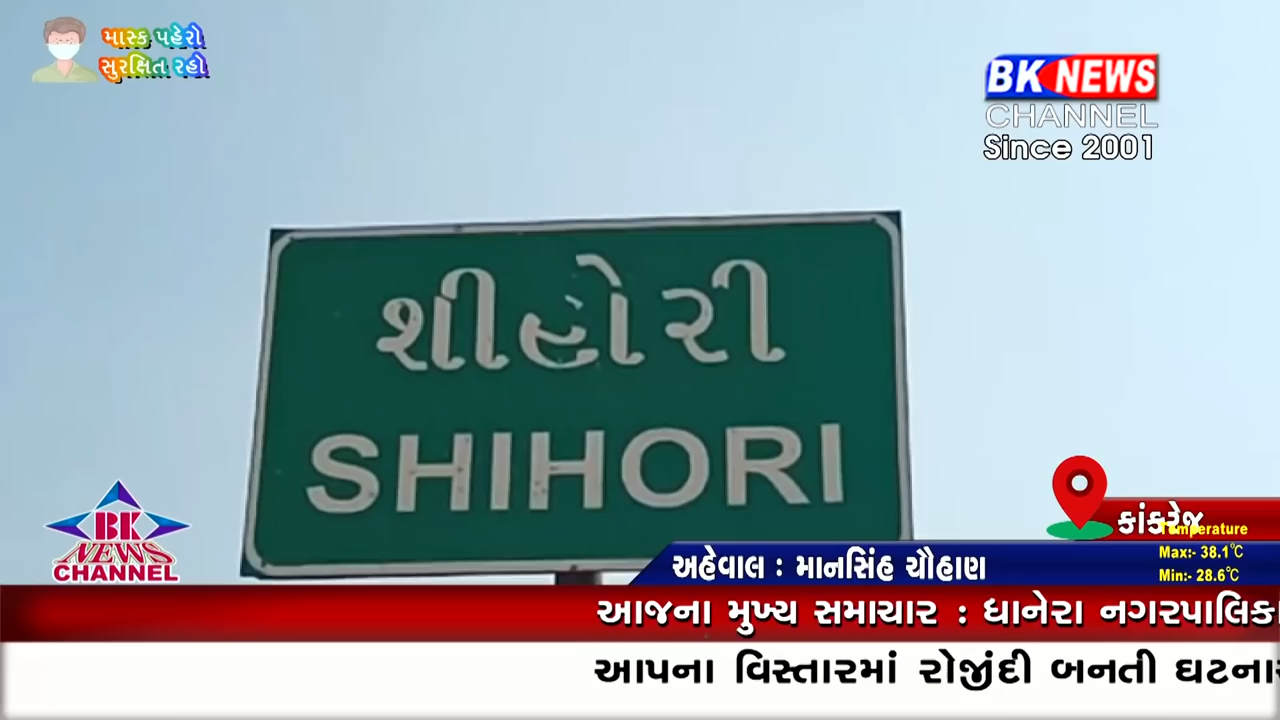 માસ્ક પહેરો
સુરક્ષિત રહો
BK NEWS
CHANNEL
Since 2001
શીહોરી
SHIHORI
BK
NEWS
CHANNEL
કાંકરેજ
Temperature
Max:- 38.1℃
Min:- 28.6℃
અહેવાલ : માનસિંહ ચૌહાણ
આજના મુખ્ય સમાચાર : ધાનેરા નગરપાલિકા
આપના વિસ્તારમાં રોજીંદી બનતી